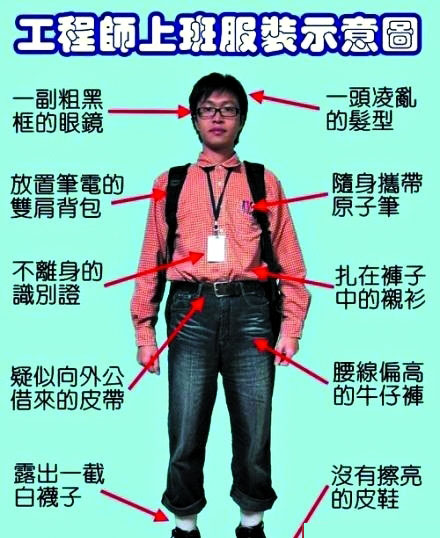 工程師上班服裝示意圖
一副粗黑
框的眼鏡
一頭凌亂
的髮型
放置筆電的
雙肩背包
隨身攜帶
原子筆
不離身的
識別證
扎在褲子
中的襯衫
疑似向外公
借來的皮帶
腰線偏高
的牛仔褲
露出一截
白襪子
沒有擦亮
的皮鞋